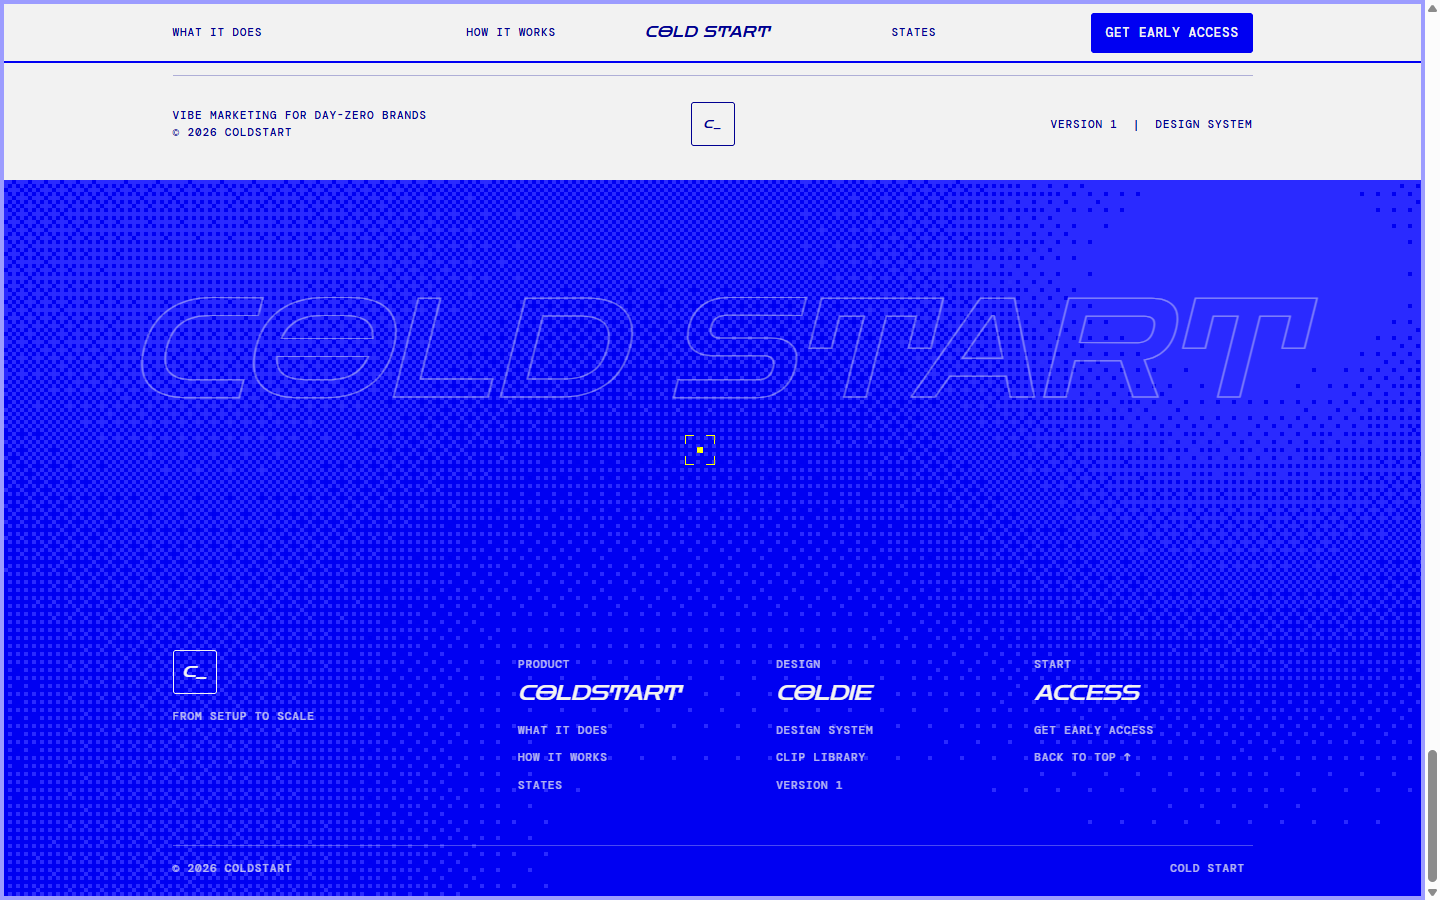 WHAT IT DOES
HOW IT WORKS
COLD START
STATES
GET EARLY ACCESS
VIBE MARKETING FOR DAY-ZERO BRANDS
© 2026 COLDSTART
C_
VERSION 1 | DESIGN SYSTEM
COLD START
C_
FROM SETUP TO SCALE
PRODUCT
COLDSTART
WHAT IT DOES
HOW IT WORKS
STATES
DESIGN
COLDIE
DESIGN SYSTEM
CLIP LIBRARY
VERSION 1
START
ACCESS
GET EARLY ACCESS
BACK TO TOP ↑
© 2026 COLDSTART
COLD START